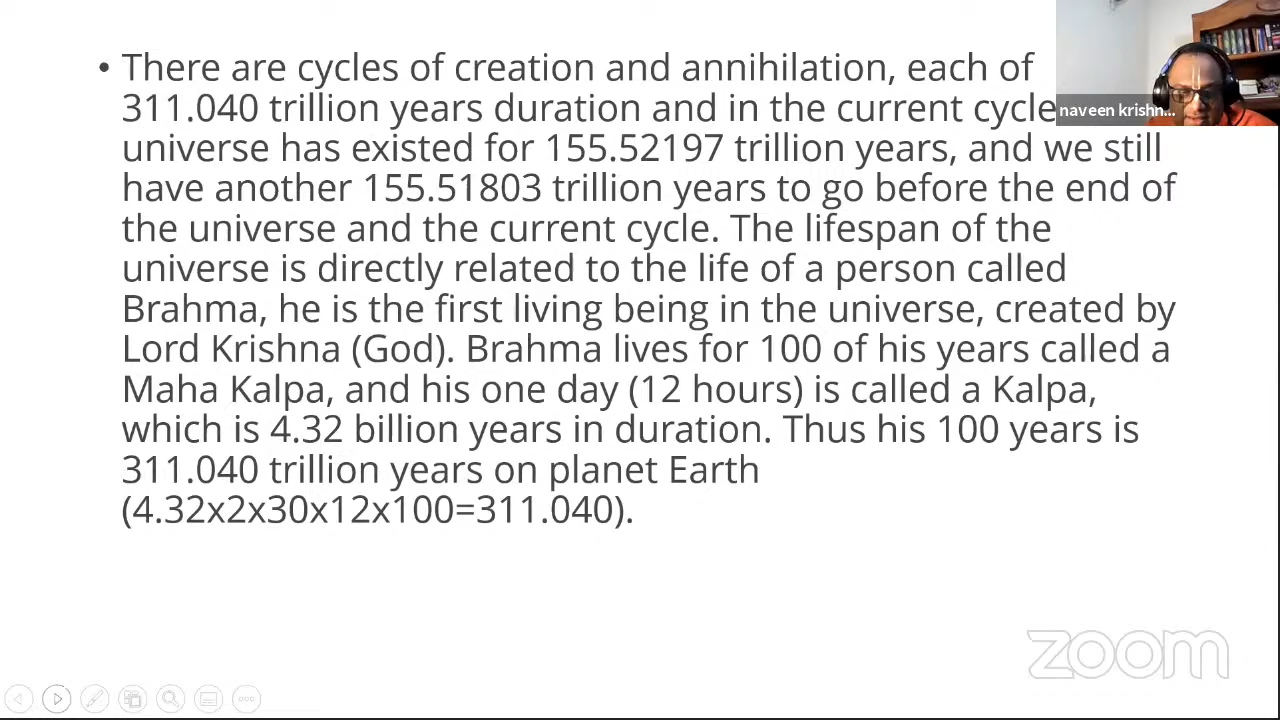 • There are cycles of creation and annihilation, each of
311.040 trillion years duration and in the current cycle
universe has existed for 155.52197 trillion years, and we still
have another 155.51803 trillion years to go before the end of
the universe and the current cycle. The lifespan of the
universe is directly related to the life of a person called
Brahma, he is the first living being in the universe, created by
Lord Krishna (God). Brahma lives for 100 of his years called a
Maha Kalpa, and his one day (12 hours) is called a Kalpa,
which is 4.32 billion years in duration. Thus his 100 years is
311.040 trillion years on planet Earth
(4.32x2x30x12x100=311.040).
naveen krishn...
zoom